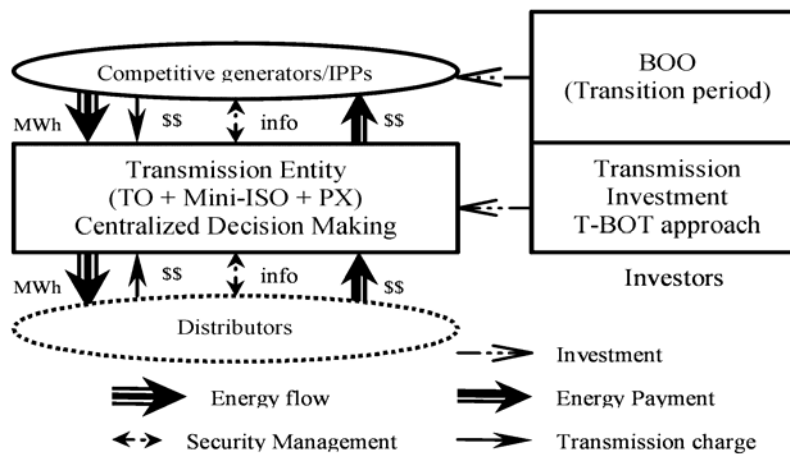 Competitive generators/IPPs
BOO
(Transition period)
MWh
$$
info
$$
Transmission Entity
(TO + Mini-ISO + PX)
Centralized Decision Making
Transmission
Investment
T-BOT approach
MWh
$$
info
$$
Investors
Distributors
Investment
Energy flow
Energy Payment
Security Management
Transmission charge